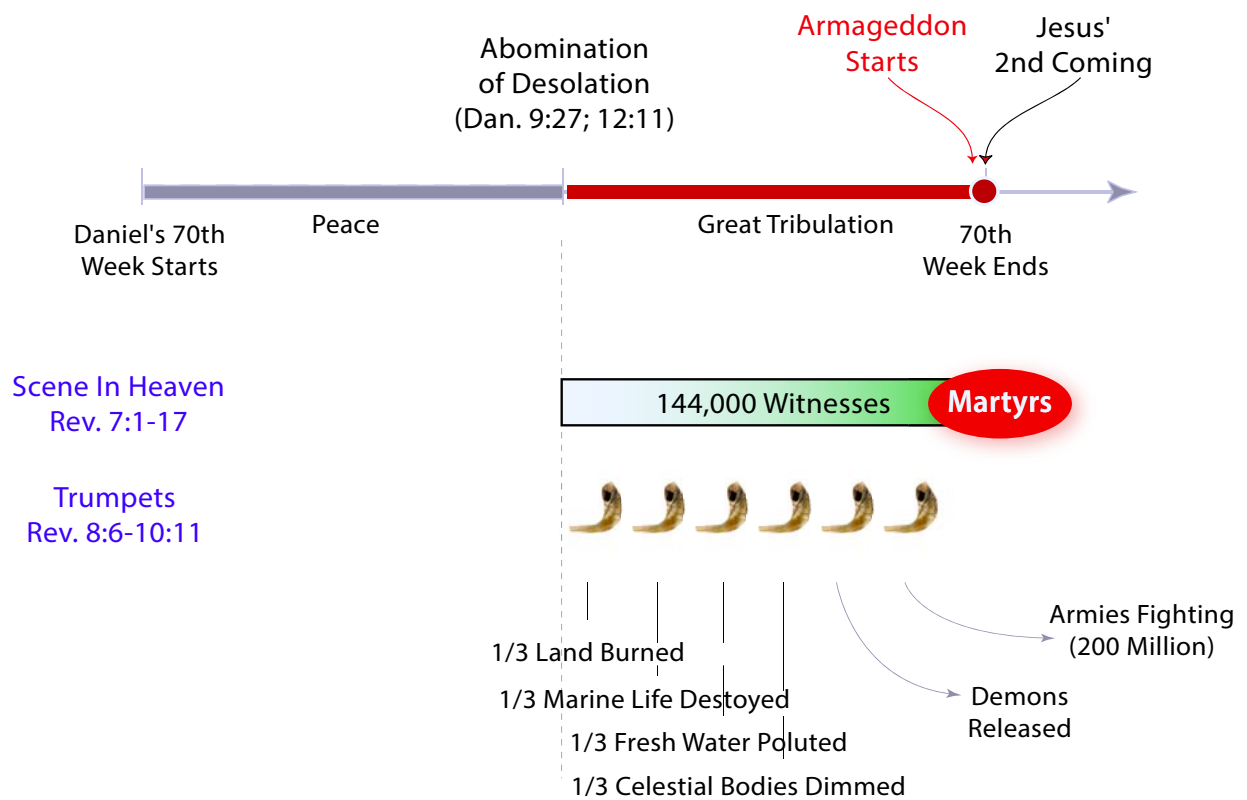 Armageddon
Starts
Jesus'
2nd Coming
Abomination
of Desolation
(Dan. 9:27; 12:11)
Daniel's 70th
Week Starts
Peace
Great Tribulation
70th
Week Ends
Scene In Heaven
Rev. 7:1-17
144,000 Witnesses
Martyrs
Trumpets
Rev. 8:6-10:11
1/3 Land Burned
1/3 Marine Life Destoyed
1/3 Fresh Water Poluted
1/3 Celestial Bodies Dimmed
Demons
Released
Armies Fighting
(200 Million)